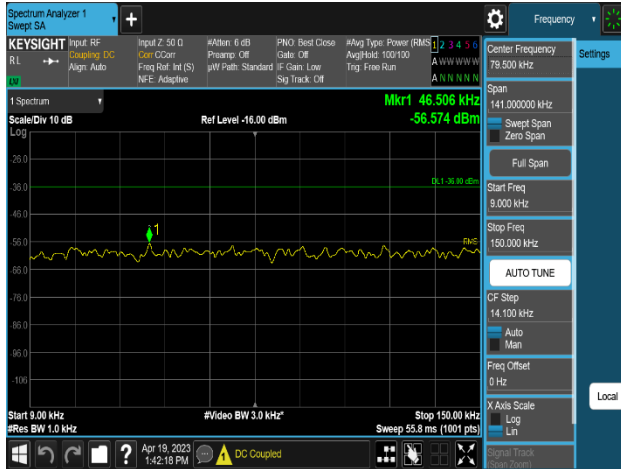 Spectrum Analyzer 1
Swept SA
+
Frequency
KEYSIGHT
RL
Input: RF
Coupling: DC
Align: Auto
Input Z: 50 Ω
Corr CCorr
Freq Ref: Int (S)
NFE: Adaptive
#Atten: 6 dB
Preamp: Off
µW Path: Standard
PNO: Best Close
Gate: Off
IF Gain: Low
Sig Track: Off
#Avg Type: Power (RMS
Avg|Hold: 100/100
Trig: Free Run
1 2 3 4 5 6
A W W W W W
A N N N N N
1 Spectrum
Scale/Div 10 dB
Log
Ref Level -16.00 dBm
Mkr1 46.506 kHz
-56.574 dBm
-26.0
-36.0
DL1 -36.00 dBm
-46.0
1
-56.0
RMS
-66.0
-76.0
-86.0
-96.0
-106
Start 9.00 kHz
#Res BW 1.0 kHz
#Video BW 3.0 kHz*
Stop 150.00 kHz
Sweep 55.8 ms (1001 pts)
?
Apr 19, 2023
1:42:18 PM
DC Coupled
Center Frequency
79.500 kHz
Span
141.000000 kHz
Swept Span
Zero Span
Full Span
Start Freq
9.000 kHz
Stop Freq
150.000 kHz
AUTO TUNE
CF Step
14.100 kHz
Auto
Man
Freq Offset
0 Hz
X Axis Scale
Log
Lin
Signal Track
(Span Zoom)
Settings
Local